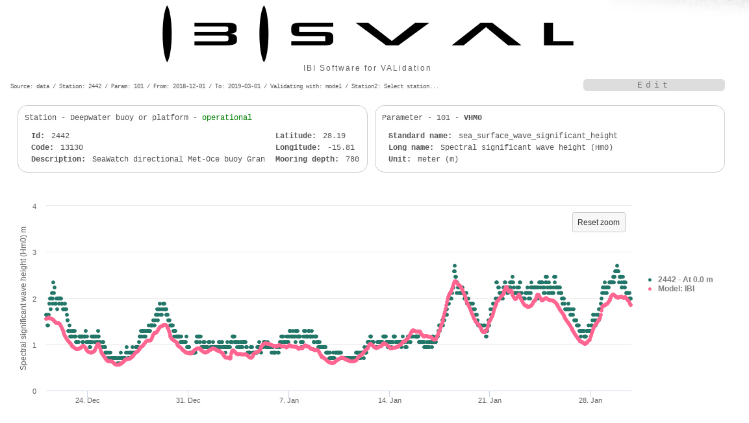 IBISVAL
IBI Software for VALidation
Source: data / Station: 2442 / Param: 101 / From: 2018-12-01 / To: 2019-03-01 / Validating with: model / Station2: Select station...
Edit
Station - Deepwater buoy or platform - operational
Id: 2442
Latitude: 28.19
Code: 13130
Longitude: -15.81
Description: SeaWatch directional Met-Oce buoy Gran
Mooring depth: 780
Parameter - 101 - VHM0
Standard name: sea_surface_wave_significant_height
Long name: Spectral significant wave height (Hm0)
Unit: meter (m)
Spectral significant wave height (Hm0) m
4
3
2
1
0
Reset zoom
24. Dec
31. Dec
7. Jan
14. Jan
21. Jan
28. Jan
2442 - At 0.0 m
Model: IBI